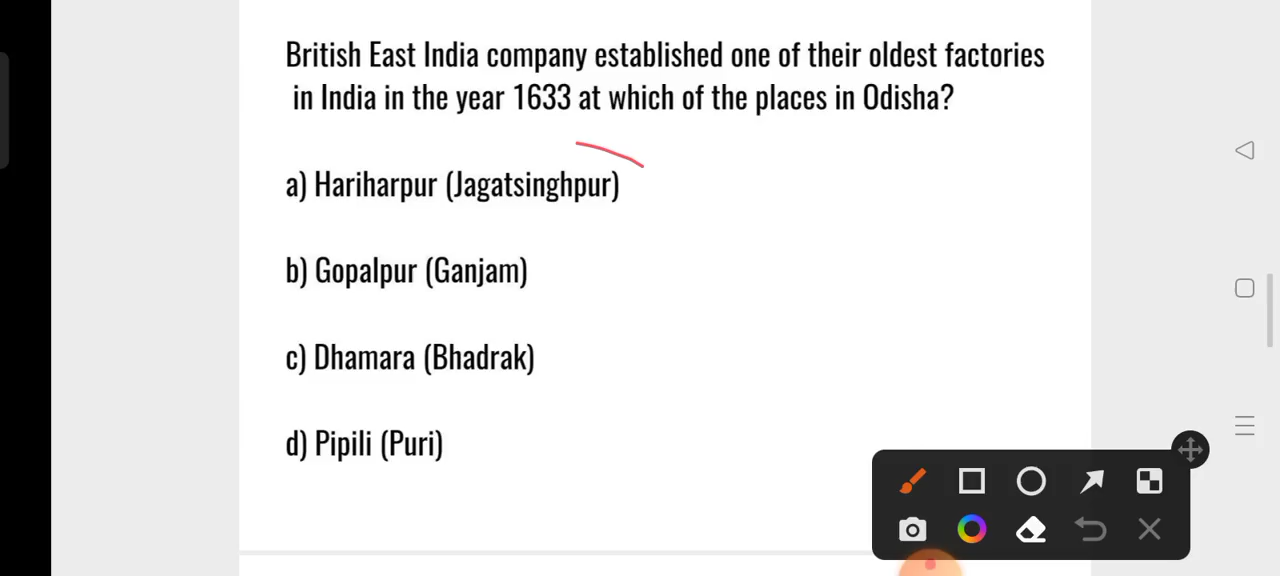 British East India company established one of their oldest factories
in India in the year 1633 at which of the places in Odisha?
a) Hariharpur (Jagatsinghpur)
b) Gopalpur (Ganjam)
c) Dhamara (Bhadrak)
d) Pipili (Puri)